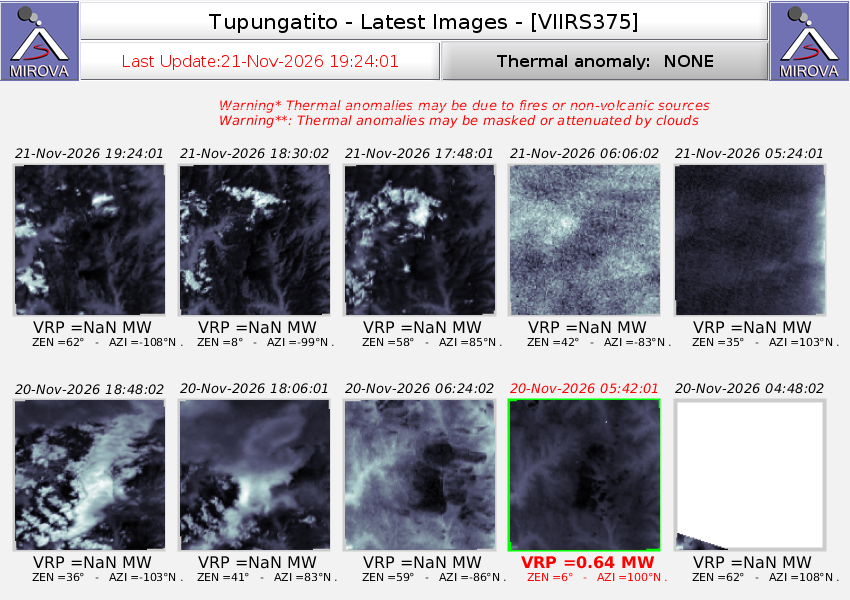 Tupungatito - Latest Images - [VIIRS375]
MIROVA
Last Update:21-Nov-2026 19:24:01
Thermal anomaly: NONE
MIROVA
Warning* Thermal anomalies may be due to fires or non-volcanic sources
Warning**: Thermal anomalies may be masked or attenuated by clouds
21-Nov-2026 19:24:01 21-Nov-2026 18:30:02 21-Nov-2026 17:48:01 21-Nov-2026 06:06:02 21-Nov-2026 05:24:01
VRP =NaN MW VRP =NaN MW VRP =NaN MW VRP =NaN MW VRP =NaN MW
ZEN =62° - AZI =-108°N . ZEN =8° - AZI =-99°N . ZEN =58° - AZI =85°N . ZEN =42° - AZI =-83°N . ZEN =35° - AZI =103°N .
20-Nov-2026 18:48:02 20-Nov-2026 18:06:01 20-Nov-2026 06:24:02 20-Nov-2026 05:42:01 20-Nov-2026 04:48:02
VRP =NaN MW VRP =NaN MW VRP =NaN MW VRP =0.64 MW VRP =NaN MW
ZEN =36° - AZI =-103°N . ZEN =41° - AZI =83°N . ZEN =59° - AZI =-86°N . ZEN =6° - AZI =100°N . ZEN =62° - AZI =108°N .